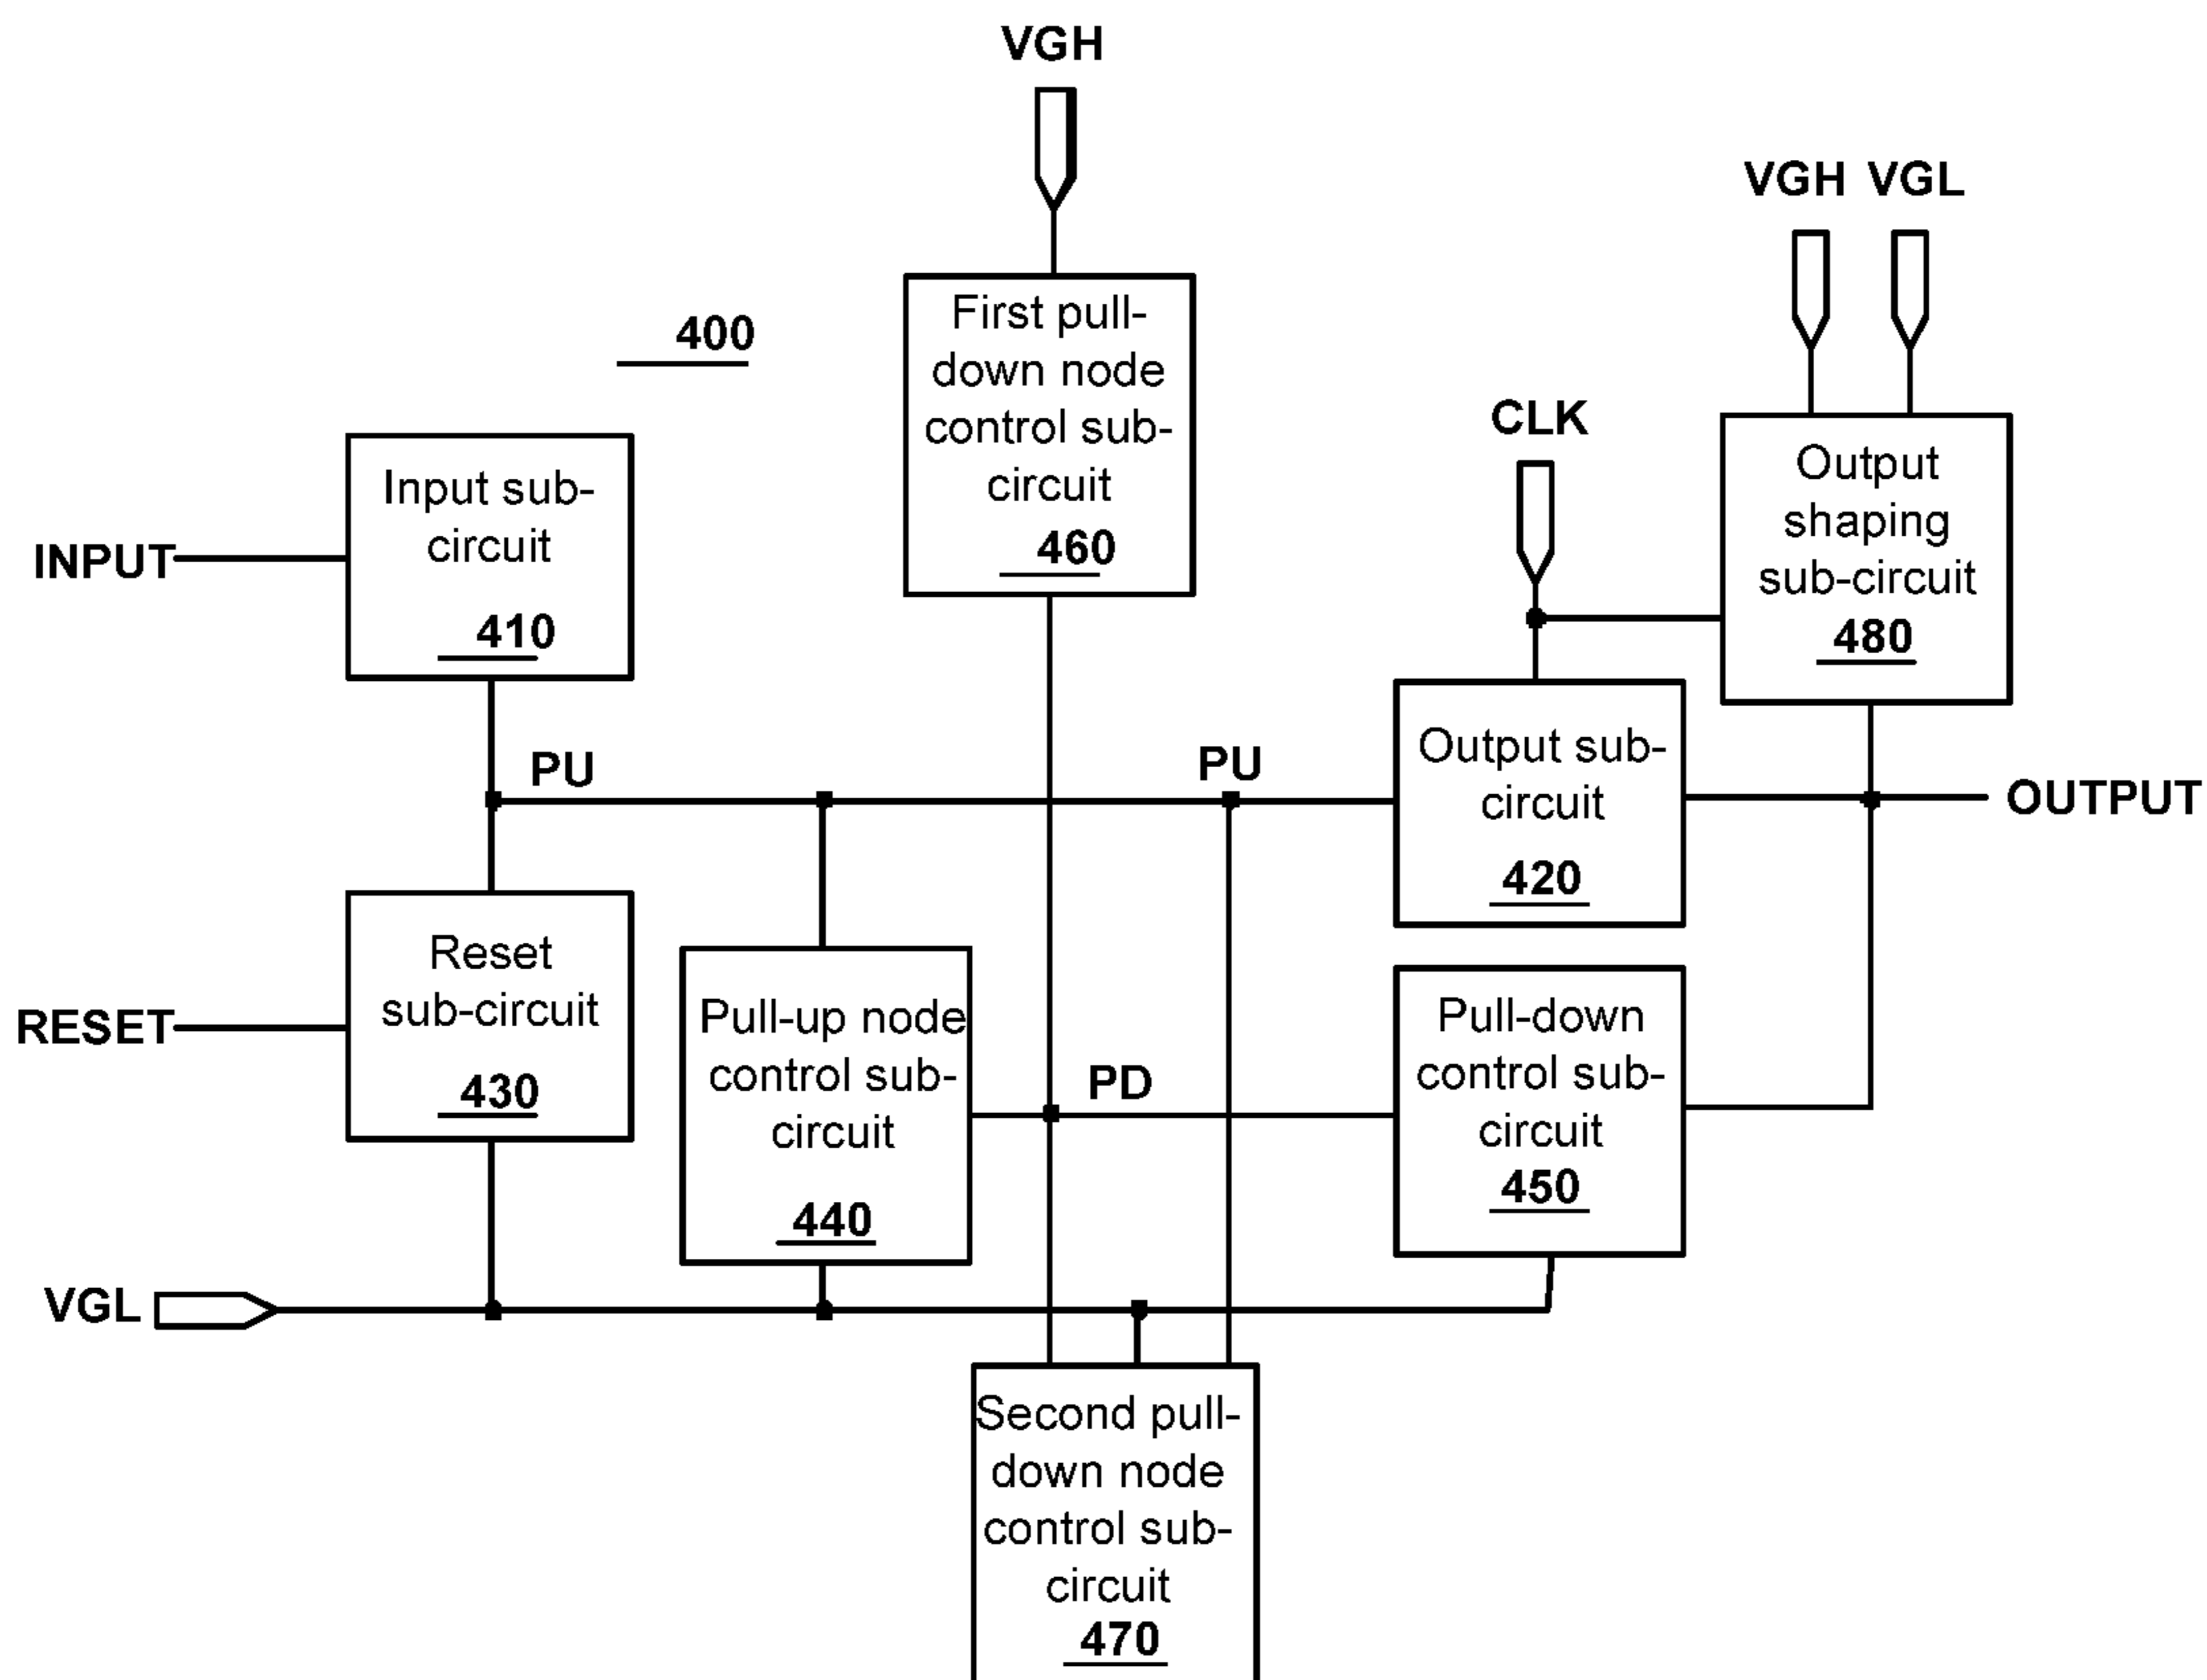 VGH
VGH VGL
400
First pull-
down node
control sub-
circuit
460
CLK
Output
shaping
sub-circuit
480
Input sub-
circuit
410
INPUT
PU
PU
Output sub-
circuit
420
OUTPUT
Reset
sub-circuit
430
RESET
Pull-up node
control sub-
circuit
440
PD
Pull-down
control sub-
circuit
450
VGL
Second pull-
down node
control sub-
circuit
470